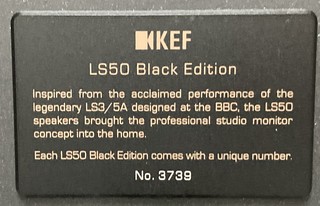 KEF
LS50 Black Edition
Inspired from the acclaimed performance of the
legendary LS3/5A designed at the BBC, the LS50
speakers brought the professional studio monitor
concept into the home.
Each LS50 Black Edition comes with a unique number.
No. 3739